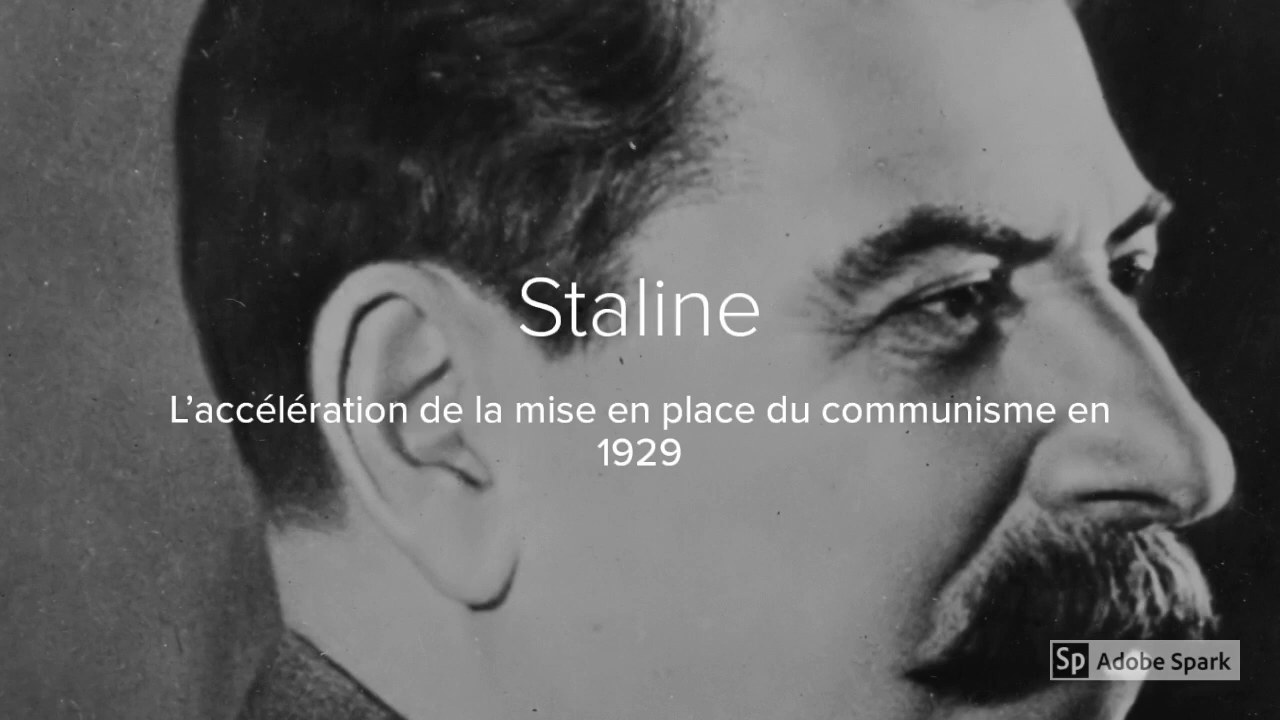 Staline
L’accélération de la mise en place du communisme en
1929
Sp Adobe Spark